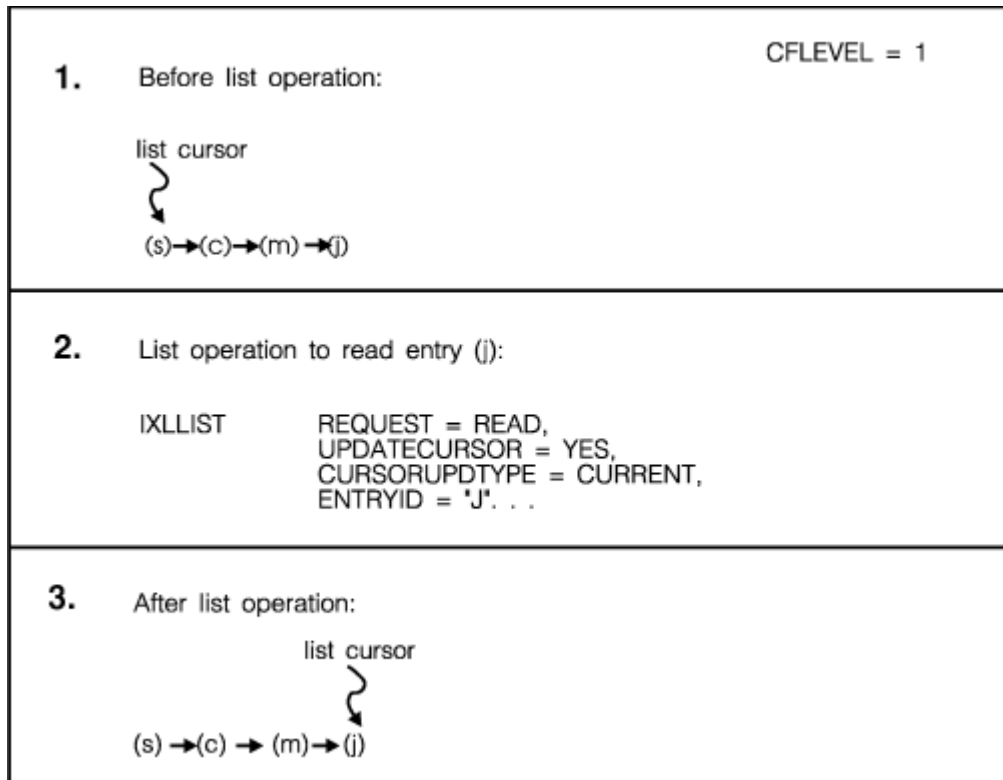 CFLEVEL = 1
1. Before list operation:
list cursor
(s)→(c)→(m)→(j)
2. List operation to read entry (j):
IXLLIST REQUEST = READ,
UPDATECURSOR = YES,
CURSORUPDTYPE = CURRENT,
ENTRYID = "J". . .
3. After list operation:
list cursor
(s)→(c)→(m)→(j)